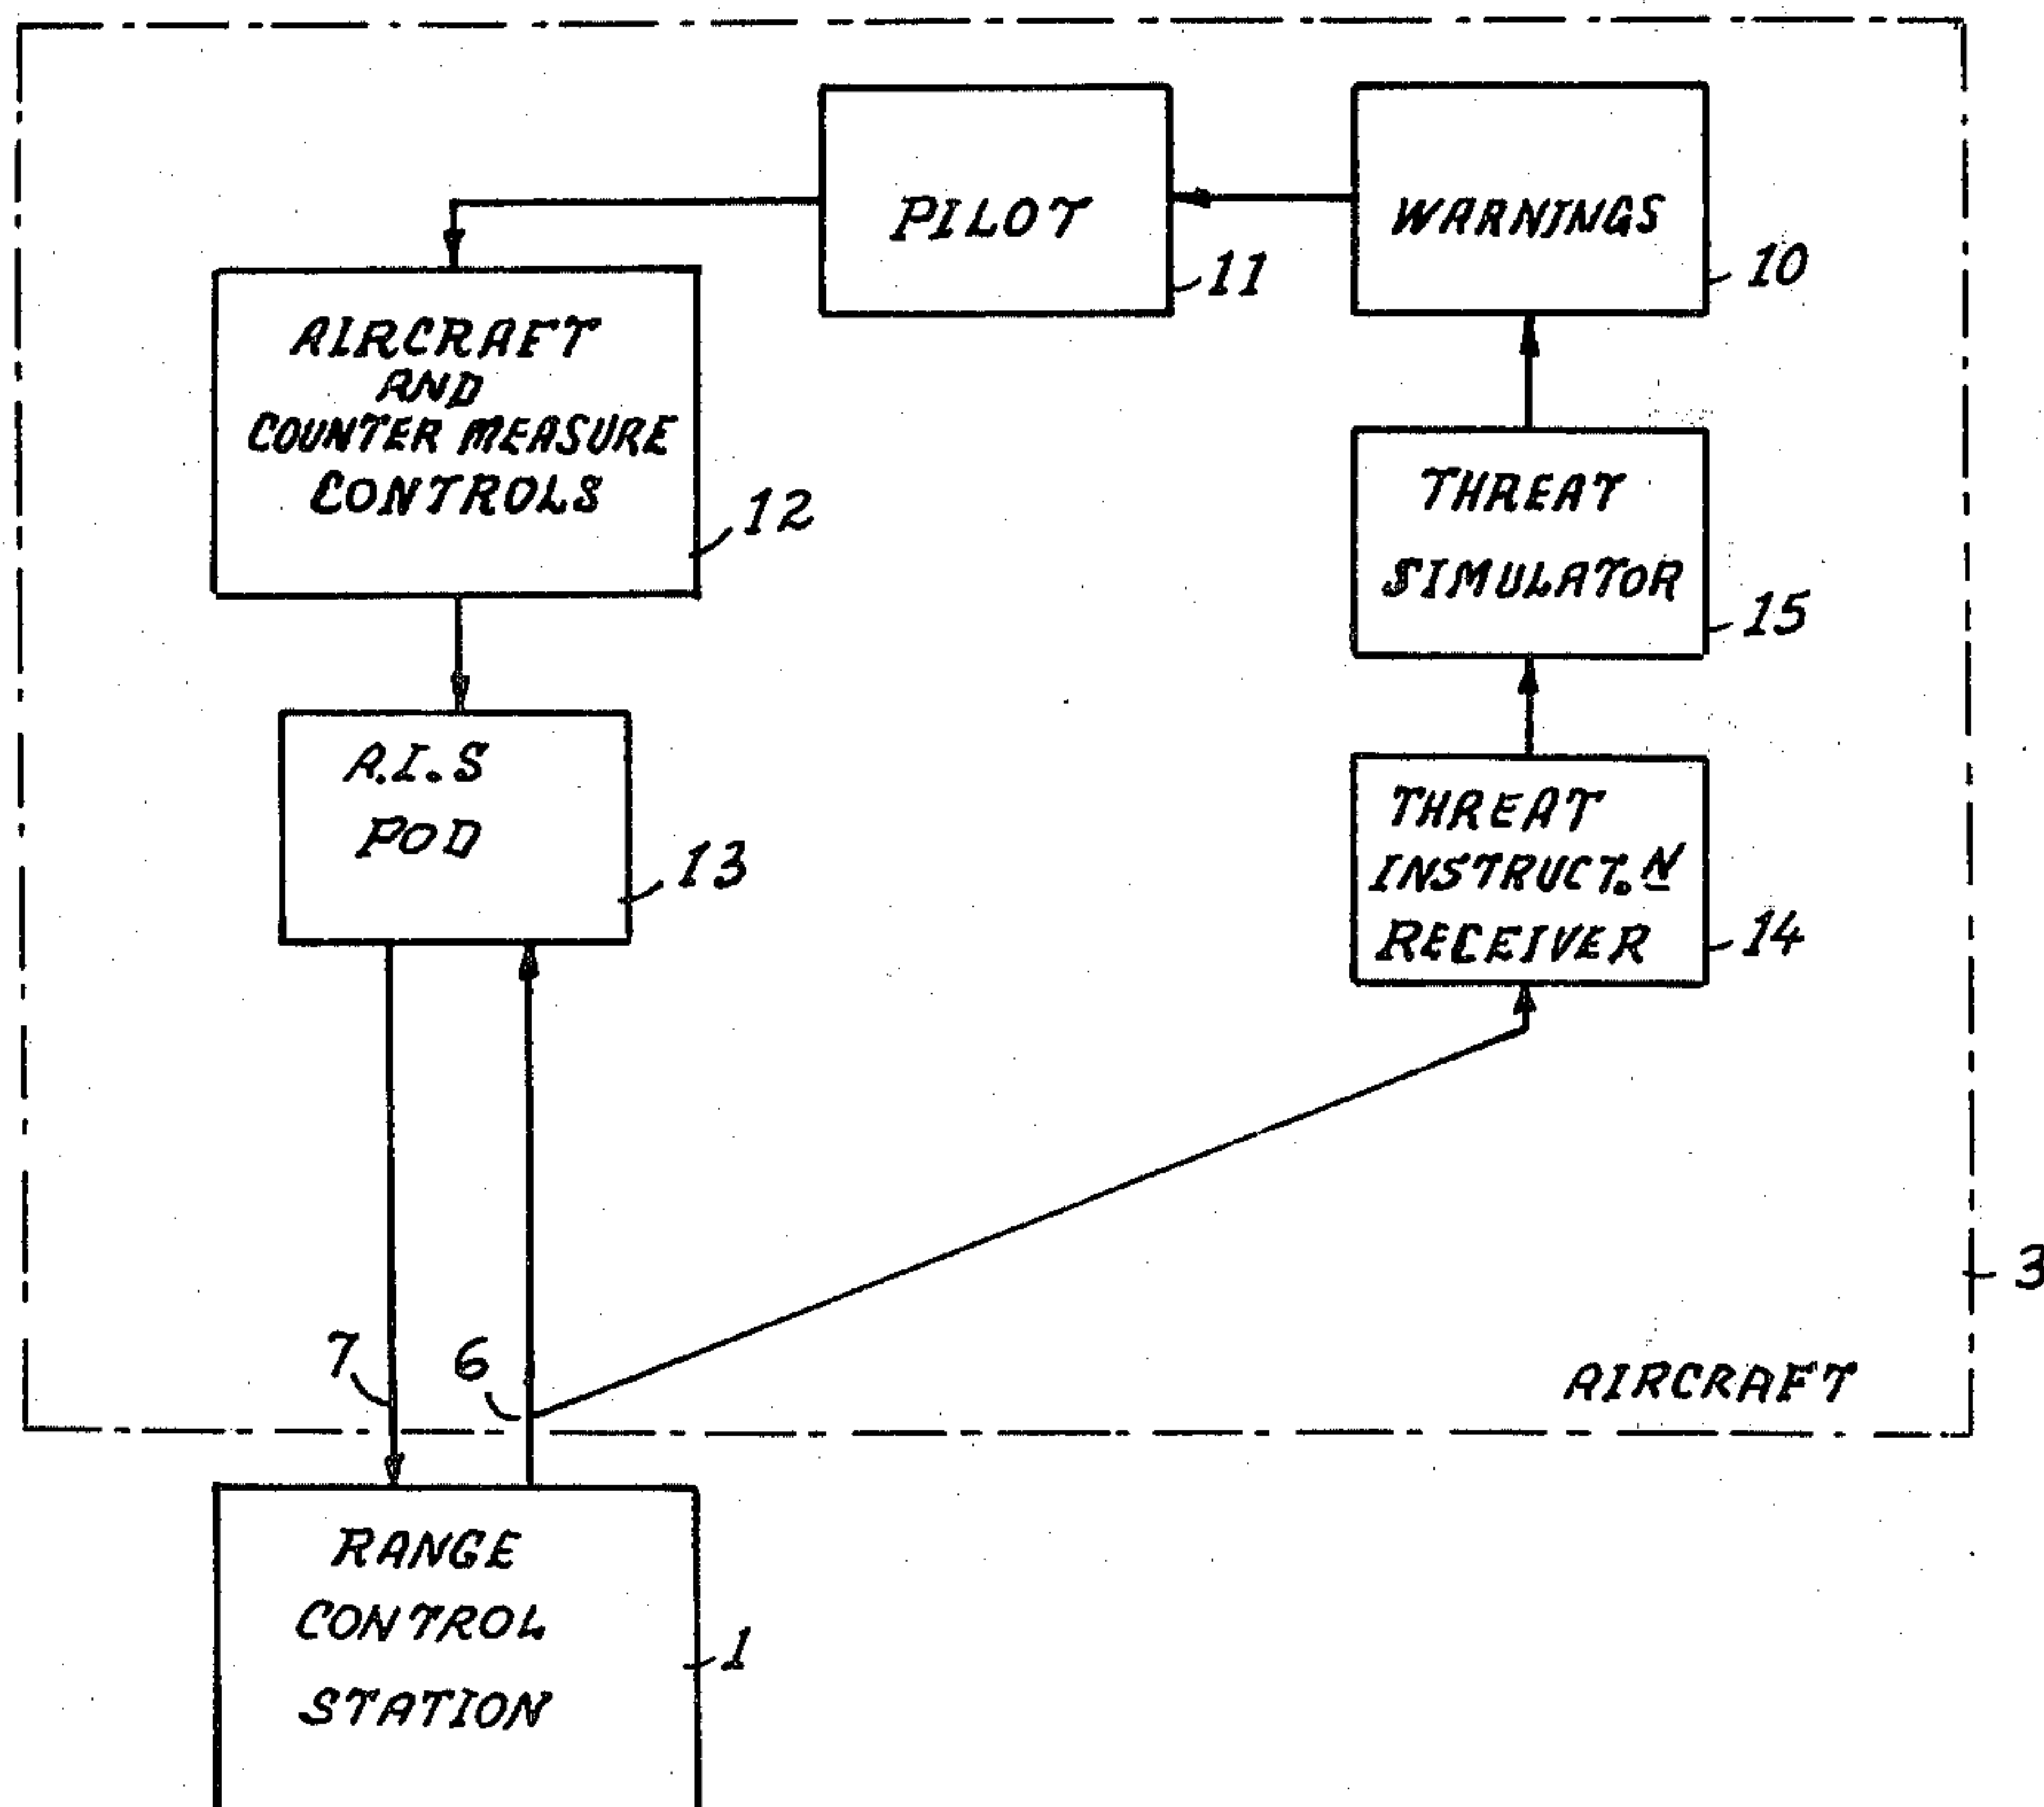 PILOT
11
WARNINGS
10
AIRCRAFT
AND
COUNTER MEASURE
CONTROLS
12
THREAT
SIMULATOR
15
A.I.S
POD
13
THREAT
INSTRUCT.N
RECEIVER
14
3
7
6
AIRCRAFT
RANGE
CONTROL
STATION
1